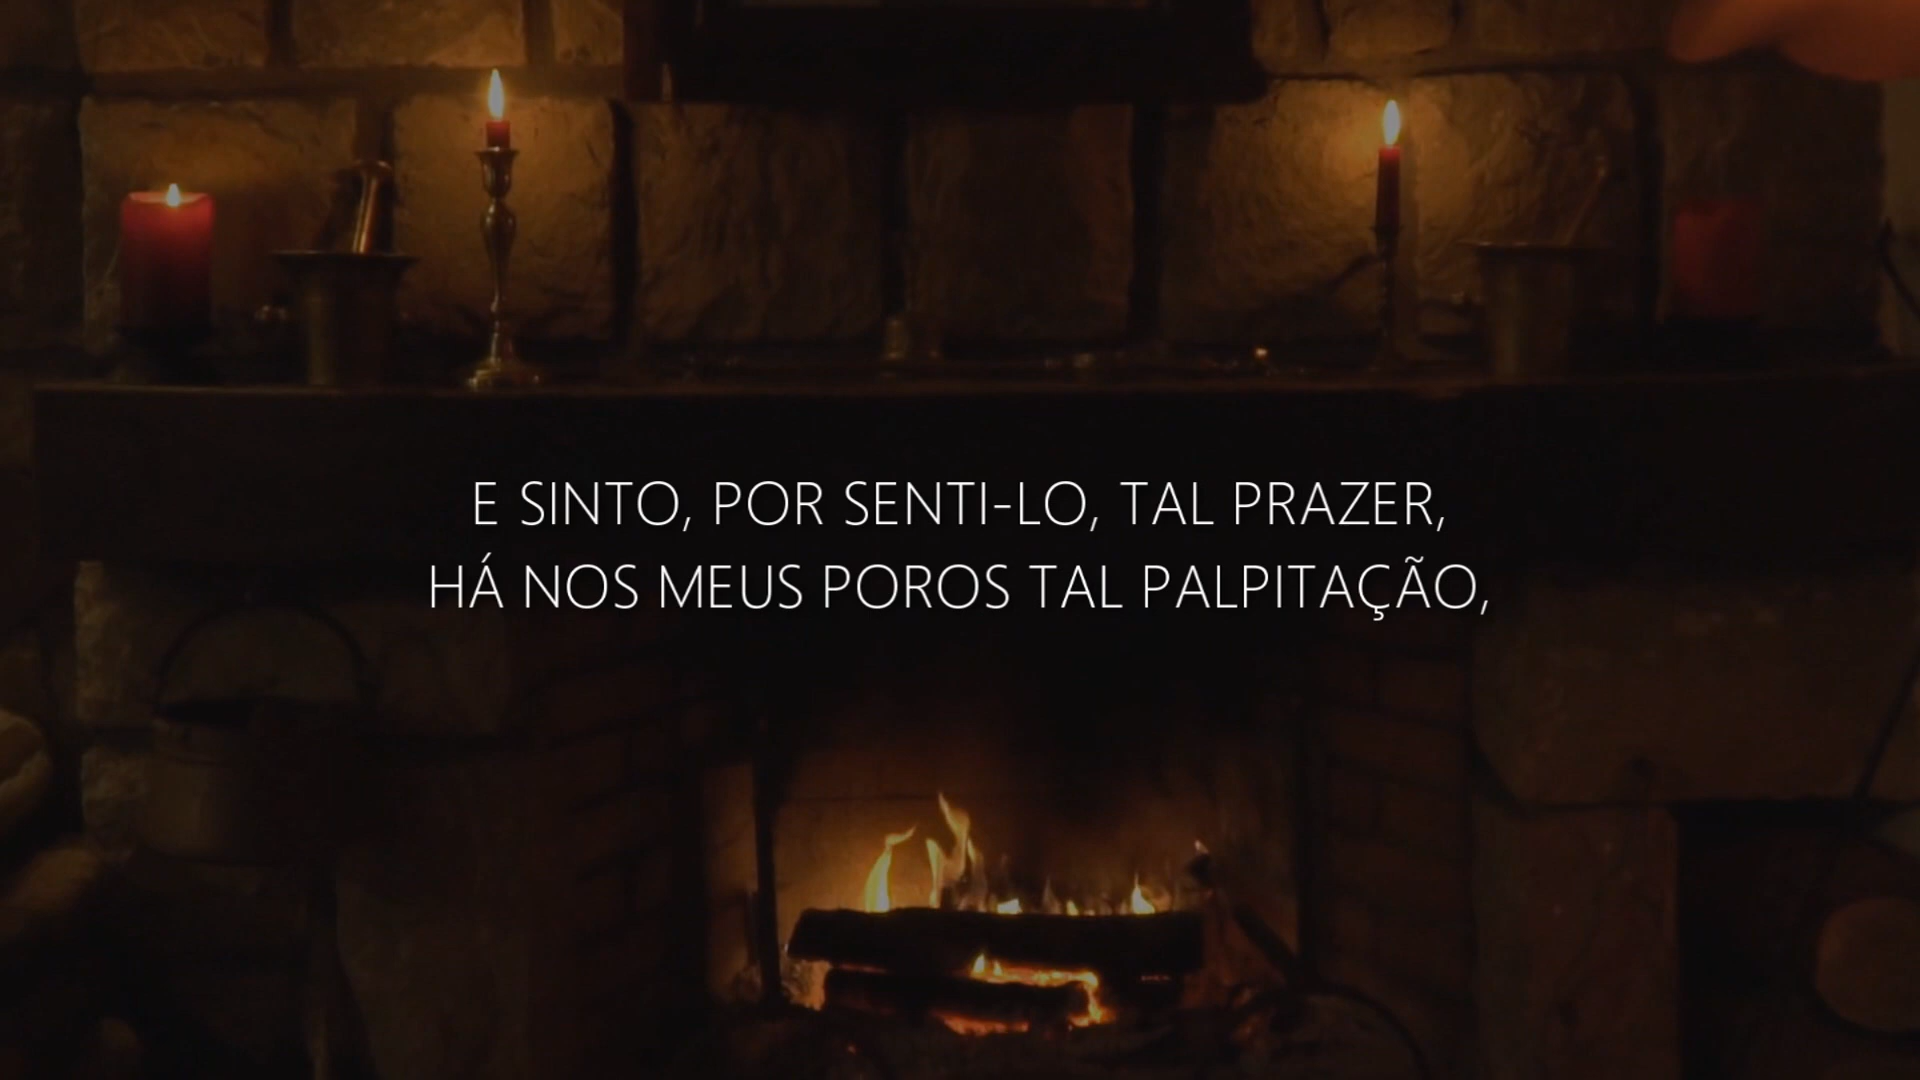 E SINTO, POR SENTI-LO, TAL PRAZER,
HÁ NOS MEUS POROS TAL PALPITAÇÃO,